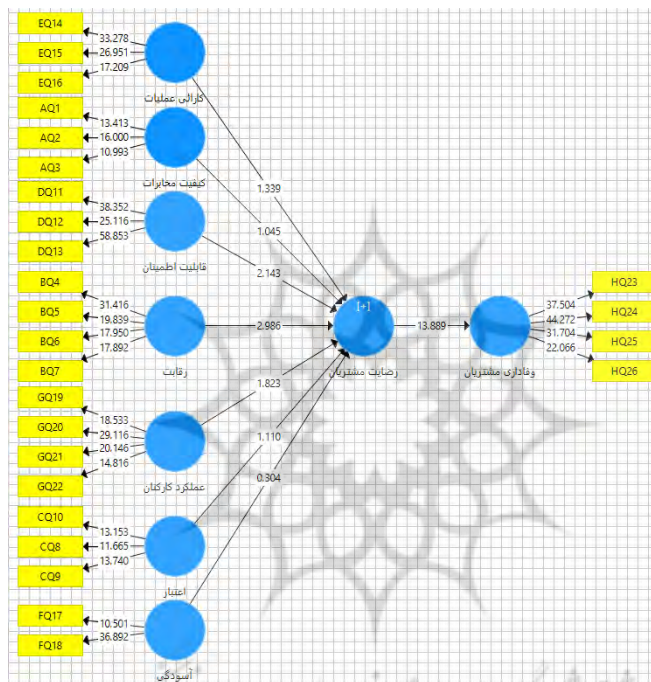 EQ14
33.278
EQ15
26.951
EQ16
17.209
کارائی عملیات
AQ1
13.413
AQ2
16.000
AQ3
10.993
کیفیت مخابرات
DQ11
38.352
DQ12
25.116
DQ13
58.853
قابلیت اطمینان
BQ4
31.416
BQ5
19.839
BQ6
17.950
BQ7
17.892
رقابت
GQ19
18.533
GQ20
29.116
GQ21
20.146
GQ22
14.816
عملکرد کارکنان
CQ10
13.153
CQ8
11.665
CQ9
13.740
اعتبار
FQ17
10.501
FQ18
36.892
آسودگی
1.339
1.045
2.143
2.986
1.823
1.110
0.304
[+]
رضایت مشتریان
13.889
وفاداری مشتریان
HQ23
37.504
HQ24
44.272
HQ25
31.704
HQ26
22.066